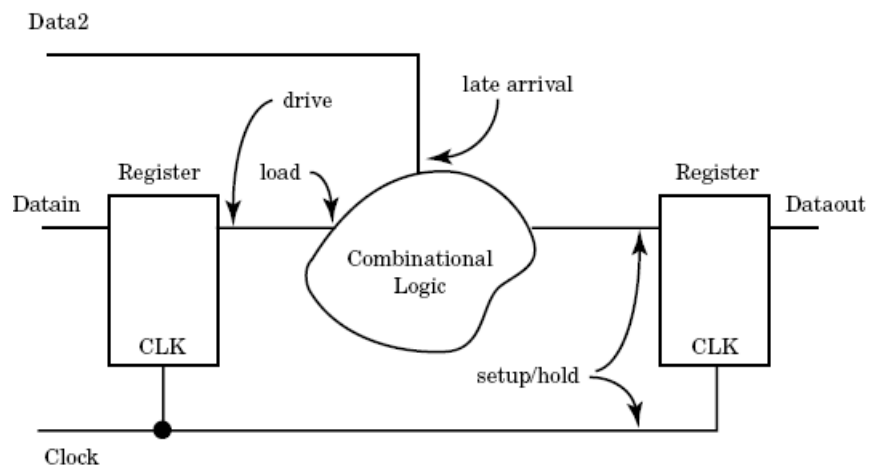 Data2
late arrival
drive
Register
load
Register
Datain
Dataout
Combinational
Logic
CLK
CLK
setup/hold
Clock